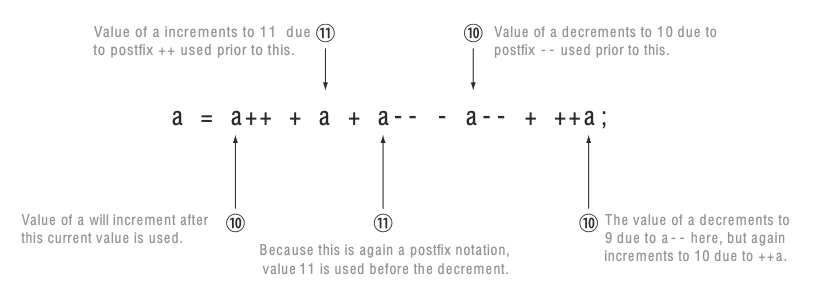 Value of a increments to 11 due
to postfix ++ used prior to this.
11
10
Value of a decrements to 10 due to
postfix -- used prior to this.
a = a++ + a + a-- - a-- + ++a;
Value of a will increment after
this current value is used.
10
11
Because this is again a postfix notation,
value 11 is used before the decrement.
10
The value of a decrements to
9 due to a-- here, but again
increments to 10 due to ++a.